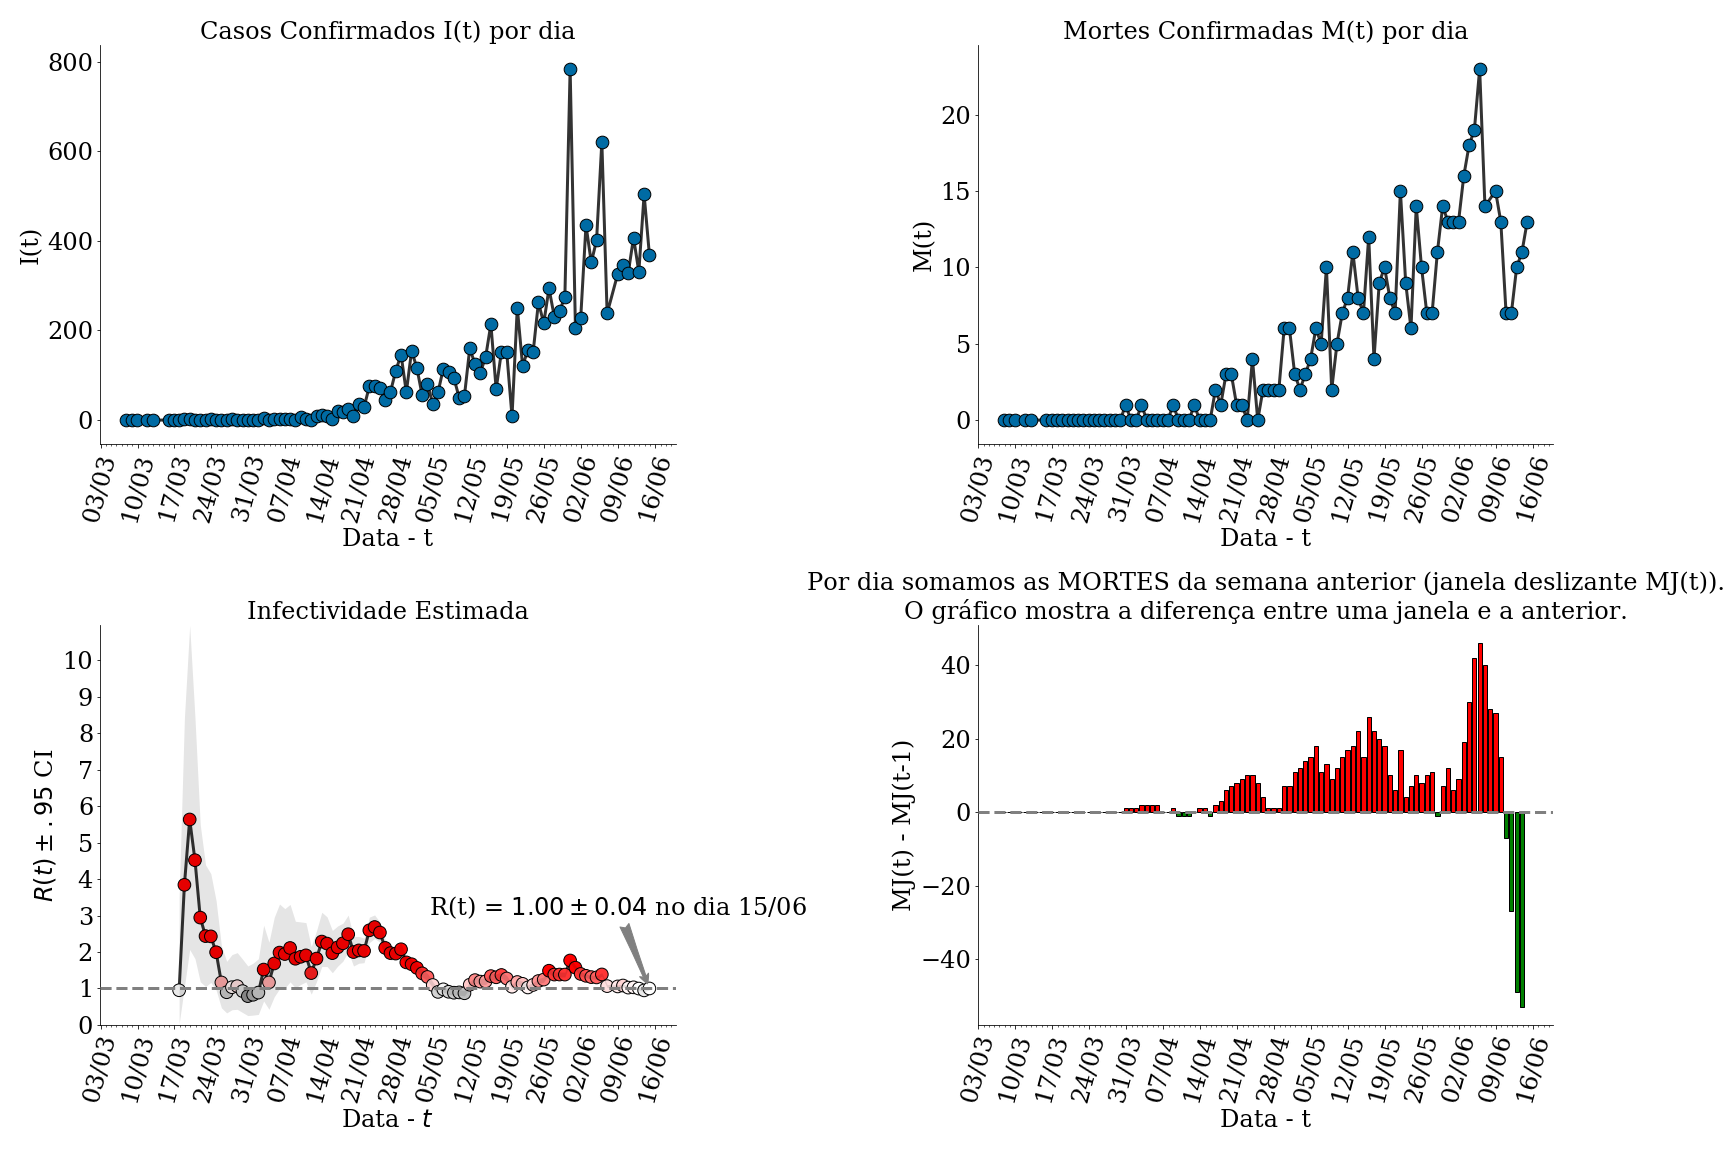 Casos Confirmados I(t) por dia
800
600
400
200
0
I(t)
03/03 10/03 17/03 24/03 31/03 07/04 14/04 21/04 28/04 05/05 12/05 19/05 26/05 02/06 09/06 16/06
Data - t
Mortes Confirmadas M(t) por dia
20
15
10
5
0
M(t)
03/03 10/03 17/03 24/03 31/03 07/04 14/04 21/04 28/04 05/05 12/05 19/05 26/05 02/06 09/06 16/06
Data - t
Infectividade Estimada
10
9
8
7
6
5
4
3
2
1
0
R(t) ± .95 CI
R(t) = 1.00 ± 0.04 no dia 15/06
03/03 10/03 17/03 24/03 31/03 07/04 14/04 21/04 28/04 05/05 12/05 19/05 26/05 02/06 09/06 16/06
Data - t
Por dia somamos as MORTES da semana anterior (janela deslizante MJ(t)).
O gráfico mostra a diferença entre uma janela e a anterior.
40
20
0
−20
−40
MJ(t) - MJ(t-1)
03/03 10/03 17/03 24/03 31/03 07/04 14/04 21/04 28/04 05/05 12/05 19/05 26/05 02/06 09/06 16/06
Data - t